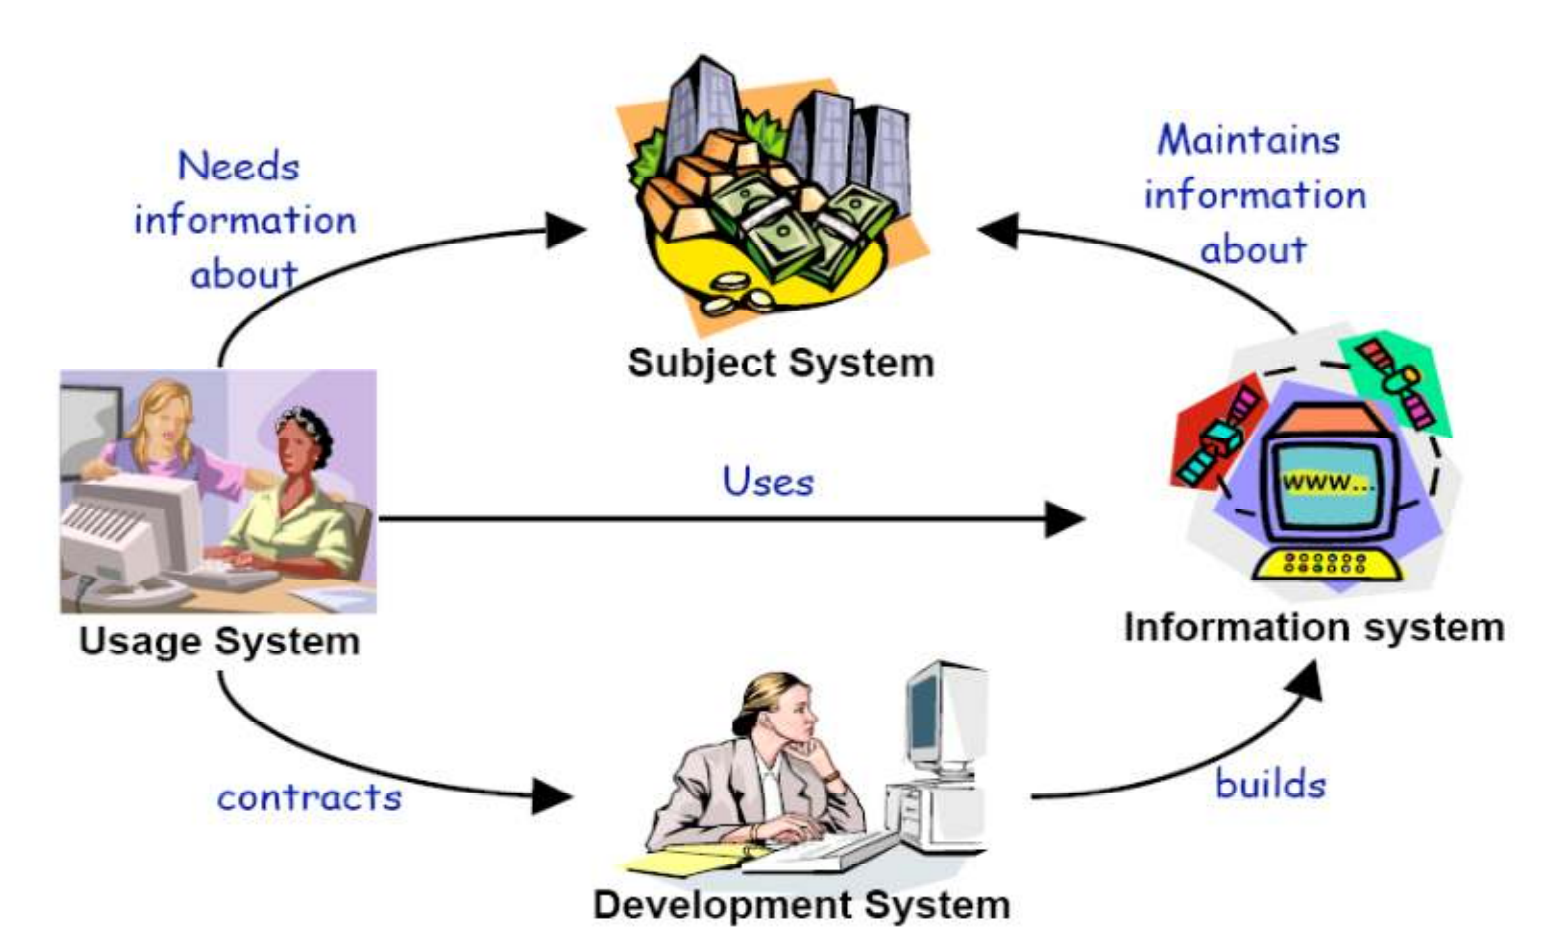 Needs
information
about
Maintains
information
about
Subject System
Uses
www...
Usage System
Information system
contracts
builds
Development System